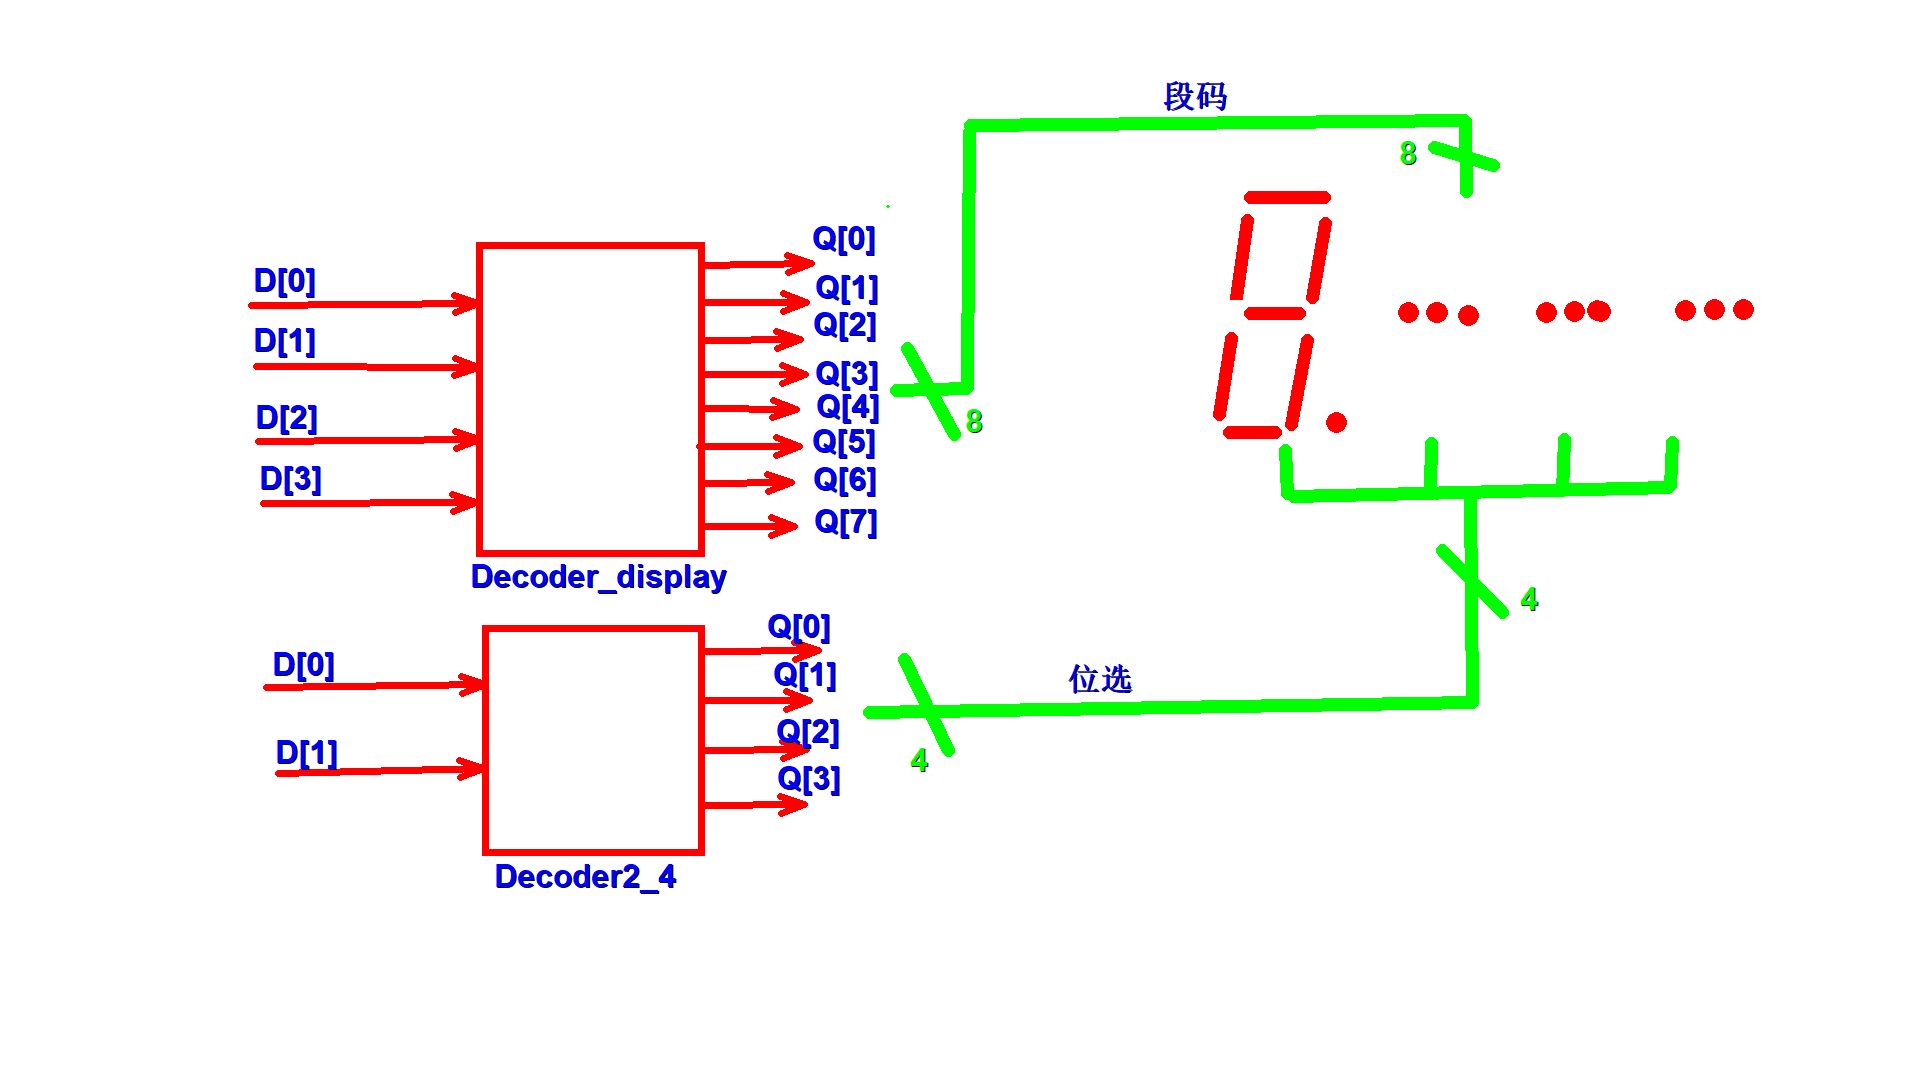 段码
8
D[0]
D[1]
D[2]
D[3]
Q[0]
Q[1]
Q[2]
Q[3]
Q[4]
Q[5]
Q[6]
Q[7]
8
Decoder_display
D[0]
D[1]
Q[0]
Q[1]
Q[2]
Q[3]
Decoder2_4
位选
4
4